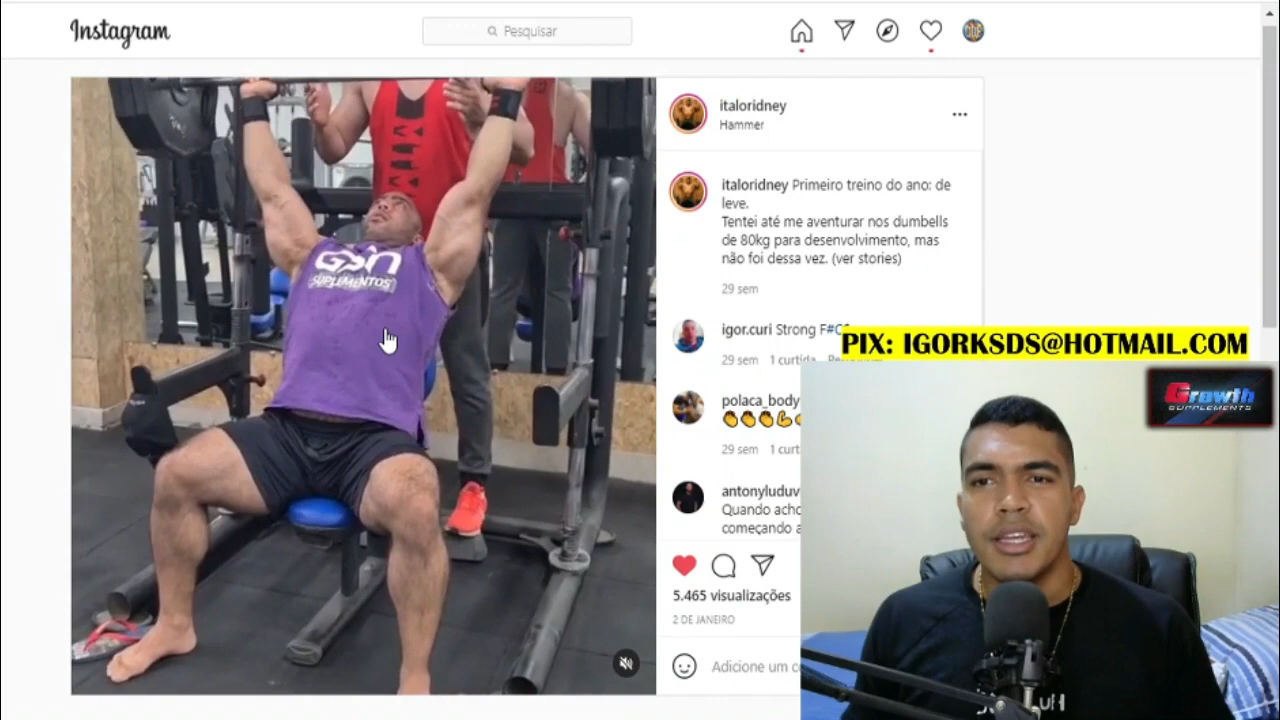 Instagram
Pesquisar
italoridney
Hammer
italoridney Primeiro treino do ano: de
leve.
Tentei até me aventurar nos dumbells
de 80kg para desenvolvimento, mas
não foi dessa vez. (ver stories)
29 sem
igor.curi Strong
29 sem 1 curtida
polaca_body
29 sem 1 curt
antonyluduv
Quando acho
começando a
5.465 visualizações
2 DE JANEIRO
Adicione um c
GSN
SUPLEMENTOS
PIX: IGORKSDS@HOTMAIL.COM
Growth
SUPPLEMENTS